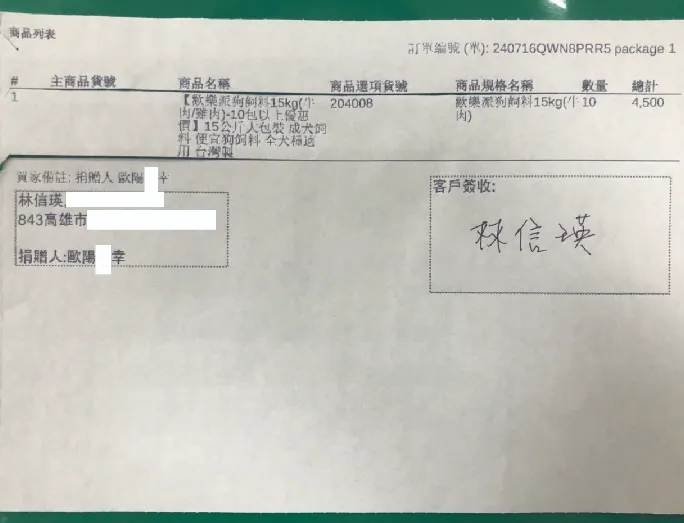 商品列表
訂單編號 (單): 240716QWN8PRR5 package 1
# 主商品貨號 商品名稱 商品選項貨號 商品規格名稱 數量 總計
1 【歡樂派狗飼料15kg(牛 204008 歡樂派狗飼料15kg(牛 10 4,500
肉/雞肉)-10包以上優惠 肉)
價】15公斤大包裝 成犬飼
料 便宜狗飼料 全犬種適
用 台灣製
買家備註: 捐贈人 歐陽 幸
林信瑛
843高雄市
捐贈人:歐陽 幸
客戶簽收:
林信瑛